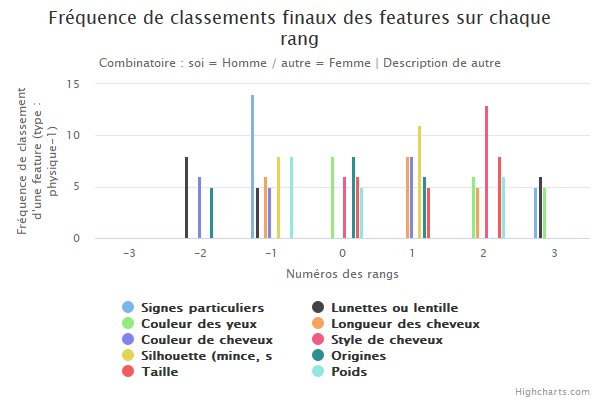 Fréquence de classements finaux des features sur chaque
rang
Combinatoire : soi = Homme / autre = Femme | Description de autre
Fréquence de classement
d'une feature (type :
physique-1)
15
10
5
0
–3
–2
–1
0
1
2
3
Numéros des rangs
Signes particuliers
Lunettes ou lentille
Couleur des yeux
Longueur des cheveux
Couleur de cheveux
Style de cheveux
Silhouette (mince, s
Origines
Taille
Poids
Highcharts.com